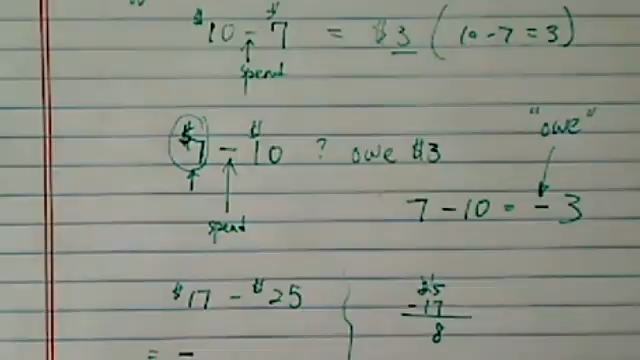 $10 - $7 = $3 (10 - 7 = 3)
spend
"owe"
$7 - $10 ? owe $3
7 - 10 = - 3
spend
$17 - $25
25
- 17
8
= -